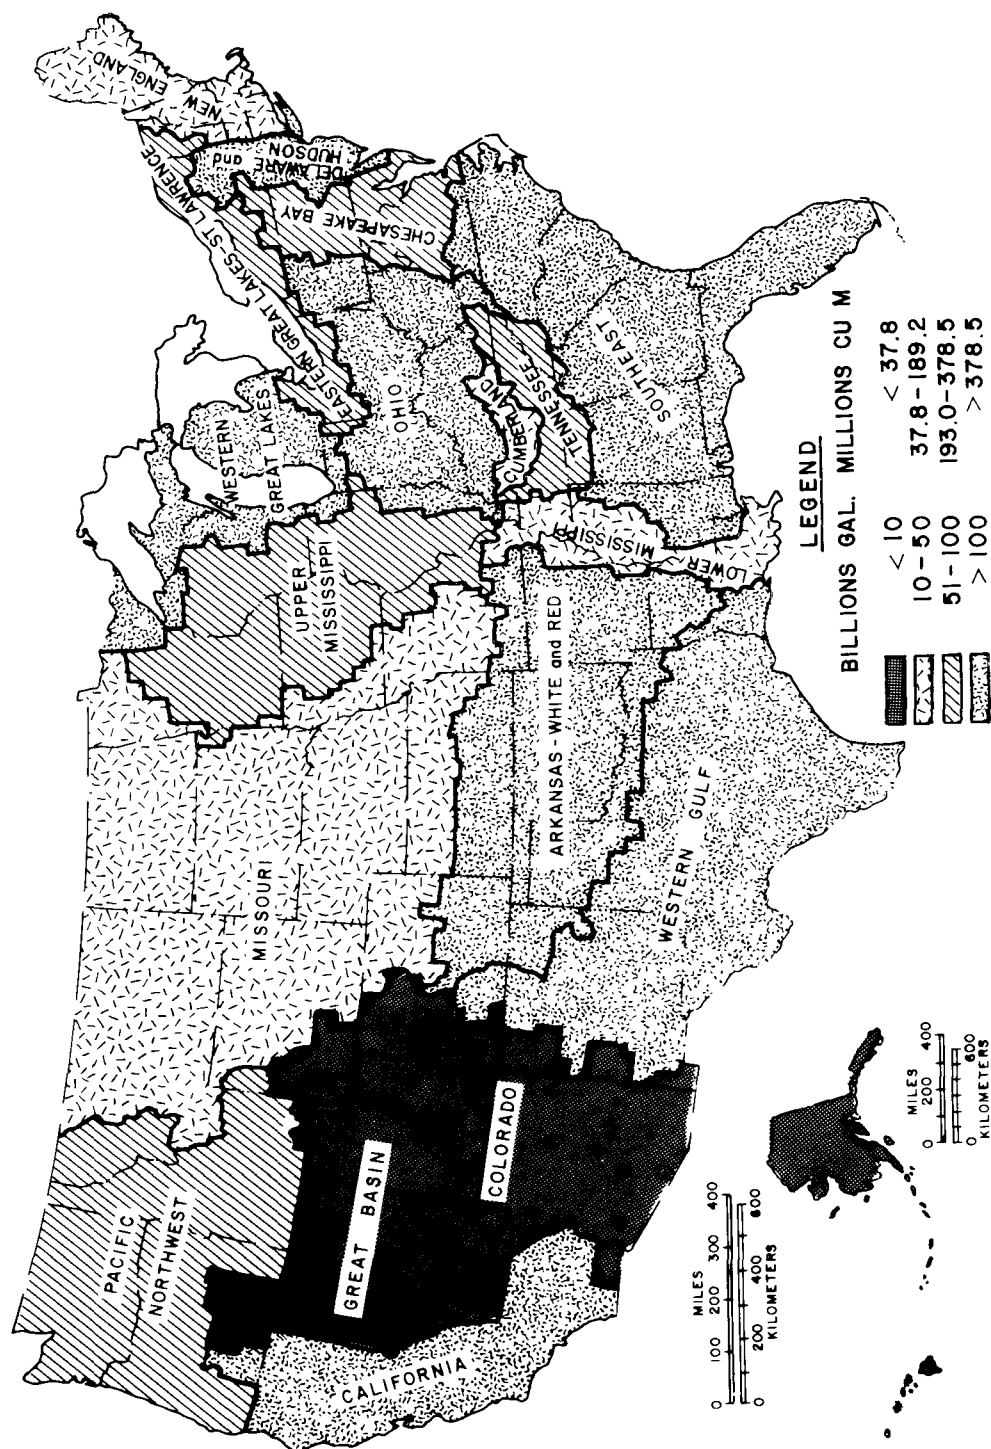 PACIFIC
NORTHWEST
MISSOURI
UPPER
MISSISSIPPI
WESTERN
GREAT LAKES
EASTERN GREAT LAKES-ST LAWRENCE
NEW
ENGLAND
DELAWARE and
HUDSON
CHESAPEAKE BAY
OHIO
CUMBERLAND
TENNESSEE
SOUTHEAST
LOWER
MISSISSIPPI
ARKANSAS-WHITE and RED
WESTERN GULF
GREAT BASIN
COLORADO
CALIFORNIA
LEGEND
BILLIONS GAL. MILLIONS CU M
< 10 < 37.8
10-50 37.8-189.2
51-100 193.0-378.5
> 100 > 378.5
MILES
0 100 200 300 400
0 200 400 600
KILOMETERS
MILES
0 200 400
0 600
KILOMETERS